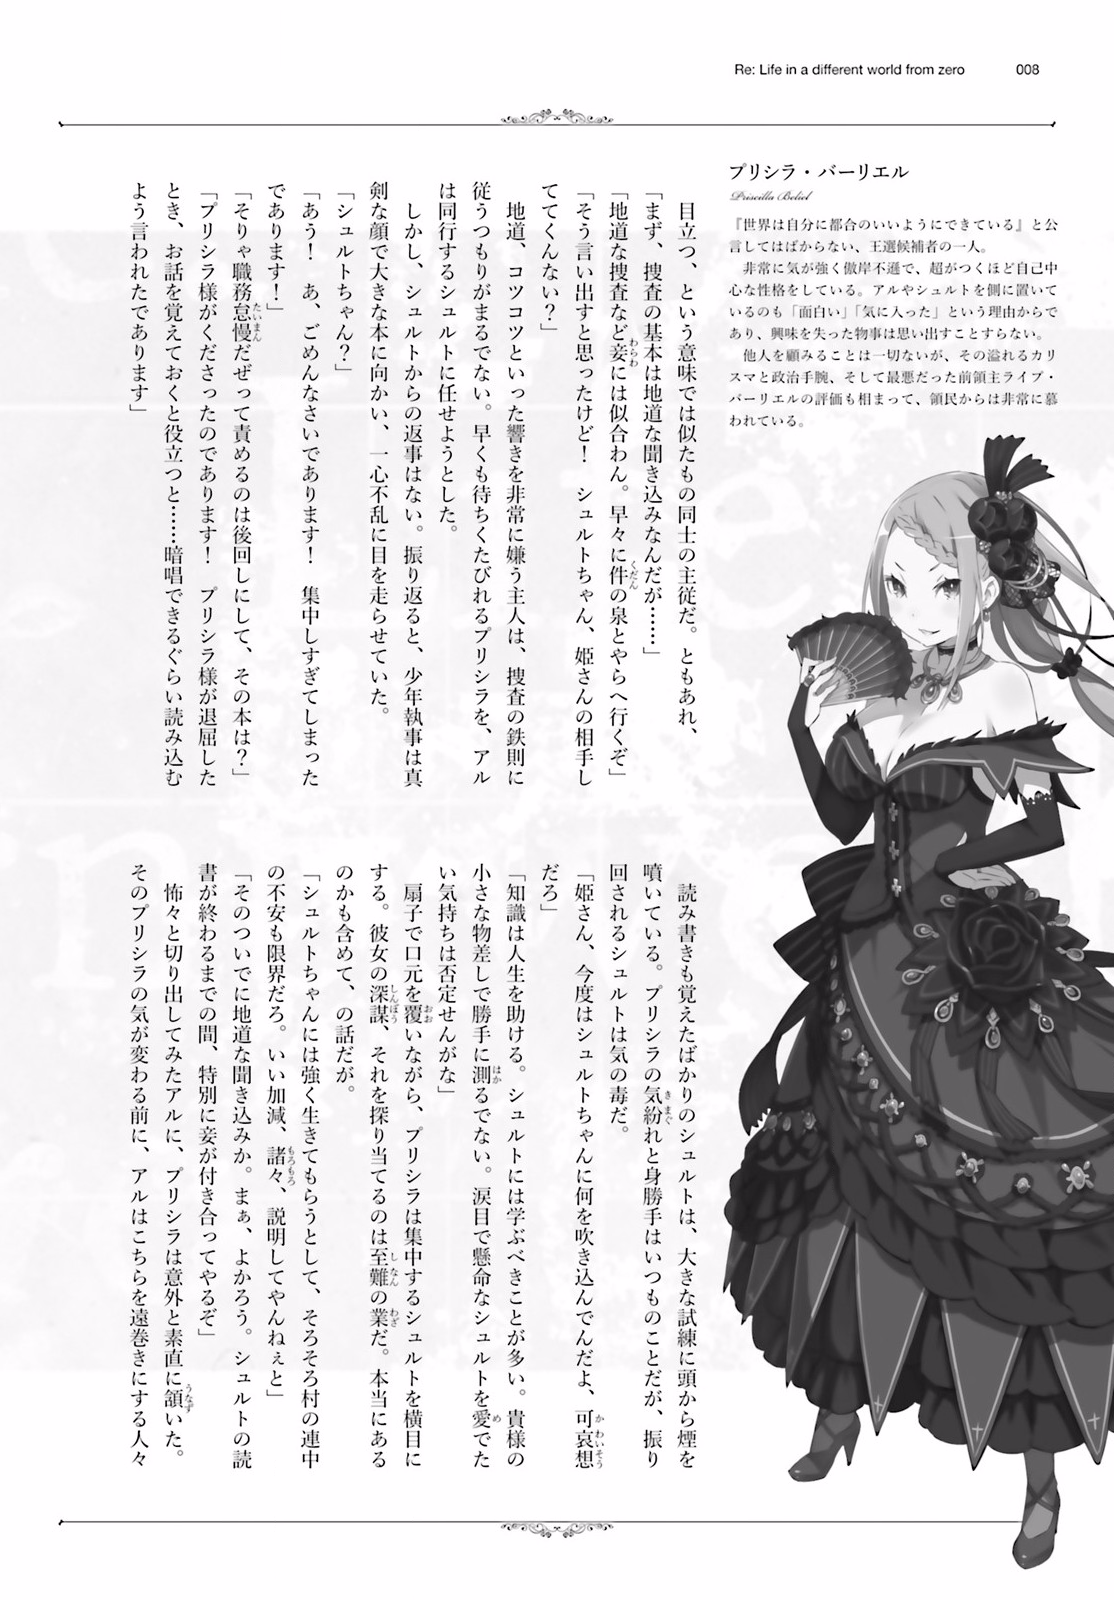 Re: Life in a different world from zero 008
プリシラ・バーリエル
Priscilla Beliel
『世界は自分に都合のいいようにできている』と公
言してはばからない、王選候補者の一人。
　非常に気が強く傲岸不遜で、超がつくほど自己中
心な性格をしている。アルやシュルトを側に置いて
いるのも「面白い」「気に入った」という理由からで
あり、興味を失った物事は思い出すことすらない。
　他人を顧みることは一切ないが、その溢れるカリ
スマと政治手腕、そして最悪だった前領主ライプ・
バーリエルの評価も相まって、領民からは非常に慕
われている。
　目立つ、という意味では似たもの同士の主従だ。ともあれ、
「まず、捜査の基本は地道な聞き込みなんだが……」
「地道な捜査など妾には似合わん。早々に件の泉とやらへ行くぞ」
「そう言い出すと思ったけど！　シュルトちゃん、姫さんの相手し
ててくんない？」
　地道、コツコツといった響きを非常に嫌う主人は、捜査の鉄則に
従うつもりがまるでない。早くも待ちくたびれるプリシラを、アル
は同行するシュルトに任せようとした。
　しかし、シュルトからの返事はない。振り返ると、少年執事は真
剣な顔で大きな本に向かい、一心不乱に目を走らせていた。
「シュルトちゃん？」
「あう！　あ、ごめんなさいであります！　集中しすぎてしまった
であります！」
「そりゃ職務怠慢だぜって責めるのは後回しにして、その本は？」
「プリシラ様がくださったのであります！　プリシラ様が退屈した
とき、お話を覚えておくと役立つと……暗唱できるぐらい読み込む
よう言われたであります」
　読み書きも覚えたばかりのシュルトは、大きな試練に頭から煙を
噴いている。プリシラの気紛れと身勝手はいつものことだが、振り
回されるシュルトは気の毒だ。
「姫さん、今度はシュルトちゃんに何を吹き込んでんだよ、可哀想
だろ」
「知識は人生を助ける。シュルトには学ぶべきことが多い。貴様の
小さな物差しで勝手に測るでない。涙目で懸命なシュルトを愛でた
い気持ちは否定せんがな」
　扇子で口元を覆いながら、プリシラは集中するシュルトを横目に
する。彼女の深謀、それを探り当てるのは至難の業だ。本当にある
のかも含めて、の話だが。
「シュルトちゃんには強く生きてもらうとして、そろそろ村の連中
の不安も限界だろ。いい加減、諸々、説明してやんねぇと」
「そのついでに地道な聞き込みか。まぁ、よかろう。シュルトの読
書が終わるまでの間、特別に妾が付き合ってやるぞ」
　怖々と切り出してみたアルに、プリシラは意外と素直に頷いた。
そのプリシラの気が変わる前に、アルはこちらを遠巻きにする人々